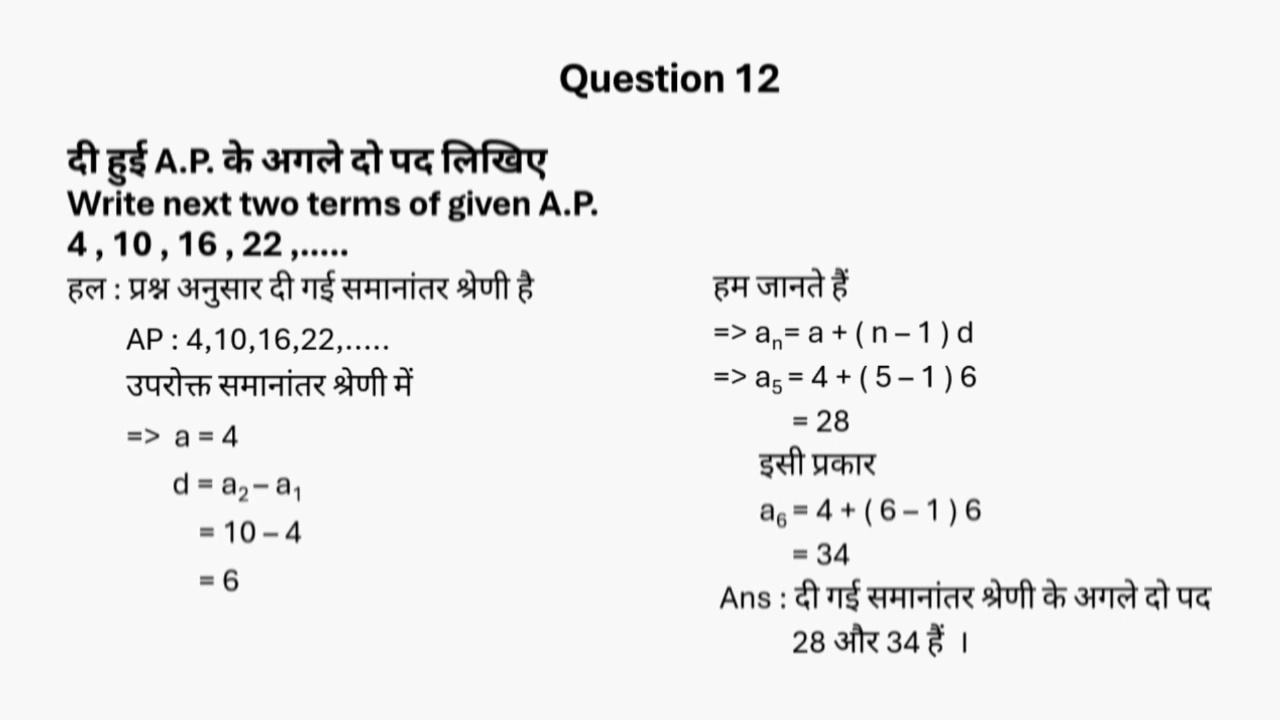 Question 12
दी हुई A.P. के अगले दो पद लिखिए
Write next two terms of given A.P.
4 , 10 , 16 , 22 ,.....
हल : प्रश्न अनुसार दी गई समानांतर श्रेणी है
AP : 4,10,16,22,.....
उपरोक्त समानांतर श्रेणी में
=> a = 4
d = a₂ – a₁
= 10 – 4
= 6
हम जानते हैं
=> aₙ= a + ( n – 1 ) d
=> a₅ = 4 + ( 5 – 1 ) 6
= 28
इसी प्रकार
a₆ = 4 + ( 6 – 1 ) 6
= 34
Ans : दी गई समानांतर श्रेणी के अगले दो पद
28 और 34 हैं ।